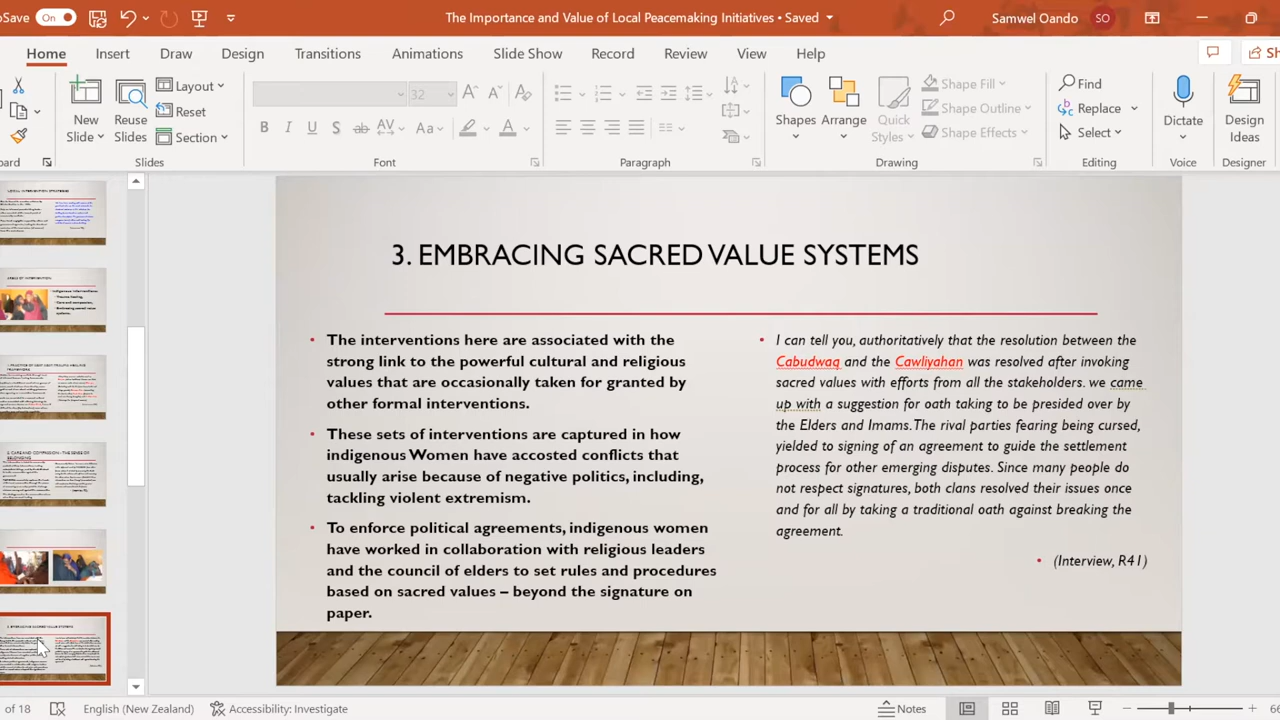 oSave On The Importance and Value of Local Peacemaking Initiatives • Saved Samwel Oando SO
Home Insert Draw Design Transitions Animations Slide Show Record Review View Help Sh
New Slide Reuse Slides Layout Reset Section 32 Shapes Arrange Quick Styles Shape Fill Shape Outline Shape Effects Find Replace Select Dictate Design Ideas
oard Slides Font Paragraph Drawing Editing Voice Designer
3. EMBRACING SACRED VALUE SYSTEMS
• The interventions here are associated with the
strong link to the powerful cultural and religious
values that are occasionally taken for granted by
other formal interventions.
• These sets of interventions are captured in how
indigenous Women have accosted conflicts that
usually arise because of negative politics, including,
tackling violent extremism.
• To enforce political agreements, indigenous women
have worked in collaboration with religious leaders
and the council of elders to set rules and procedures
based on sacred values – beyond the signature on
paper.
• I can tell you, authoritatively that the resolution between the
Cabudwaq and the Cawliyahan was resolved after invoking
sacred values with efforts from all the stakeholders. we came
up with a suggestion for oath taking to be presided over by
the Elders and Imams. The rival parties fearing being cursed,
yielded to signing of an agreement to guide the settlement
process for other emerging disputes. Since many people do
not respect signatures, both clans resolved their issues once
and for all by taking a traditional oath against breaking the
agreement.
• (Interview, R41)
of 18 English (New Zealand) Accessibility: Investigate Notes 66